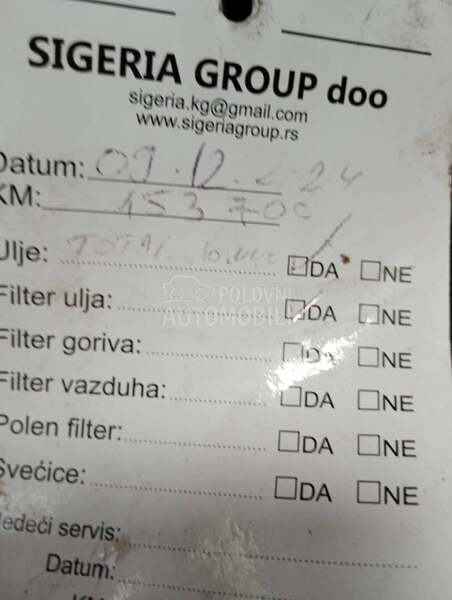 SIGERIA GROUP doo
sigeria.kg@gmail.com
www.sigeriagroup.rs
Datum: 09.12.2024
KM: 153 700
Ulje: TOTAL DA NE
Filter ulja: DA NE
POLOVNI AUTOMOBILI
Filter goriva: DA NE
Filter vazduha: DA NE
Polen filter: DA NE
Svećice: DA NE
edeći servis:
Datum: